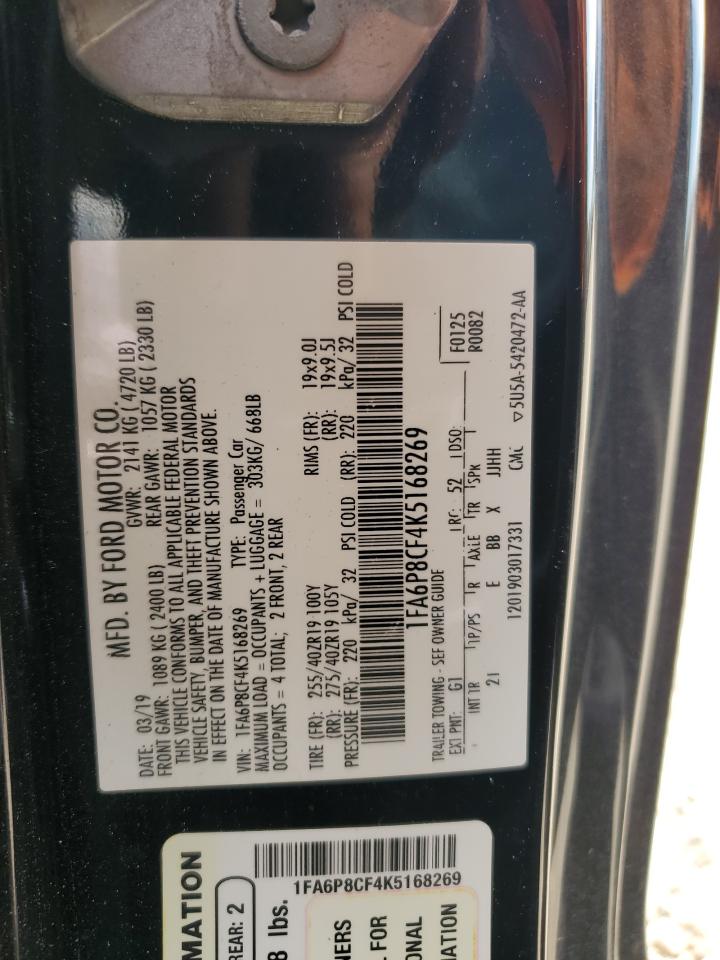 MFD. BY FORD MOTOR CO.
DATE: 03/19 GVWR: 2141 KG ( 4720 LB)
FRONT GAWR: 1089 KG ( 2400 LB) REAR GAWR: 1057 KG ( 2330 LB)
THIS VEHICLE CONFORMS TO ALL APPLICABLE FEDERAL MOTOR
VEHICLE SAFETY, BUMPER, AND THEFT PREVENTION STANDARDS
IN EFFECT ON THE DATE OF MANUFACTURE SHOWN ABOVE.
VIN: 1FA6P8CF4K5168269 TYPE: Passenger Car
MAXIMUM LOAD = OCCUPANTS + LUGGAGE = 303KG/ 668LB
OCCUPANTS = 4 TOTAL; 2 FRONT, 2 REAR
TIRE (FR): 255/40ZR19 100Y RIMS (FR): 19x9.0J
(RR): 275/40ZR19 105Y (RR): 19x9.5J
PRESSURE (FR): 220 kPa/ 32 PSI COLD (RR): 220 kPa/ 32 PSI COLD
1FA6P8CF4K5168269
TRAILER TOWING - SEE OWNER GUIDE
F0125
R0082
EXT PNT: G1 RC: 52 DSO:
INT TR TP/PS R AXLE TR SPR T
21 E BB X JJHH
1201903017331 CMC ▽5U5A-5420472-AA
RMATION
REAR: 2
8 lbs.
1FA6P8CF4K5168269
NERS
L FOR
ONAL
MATION